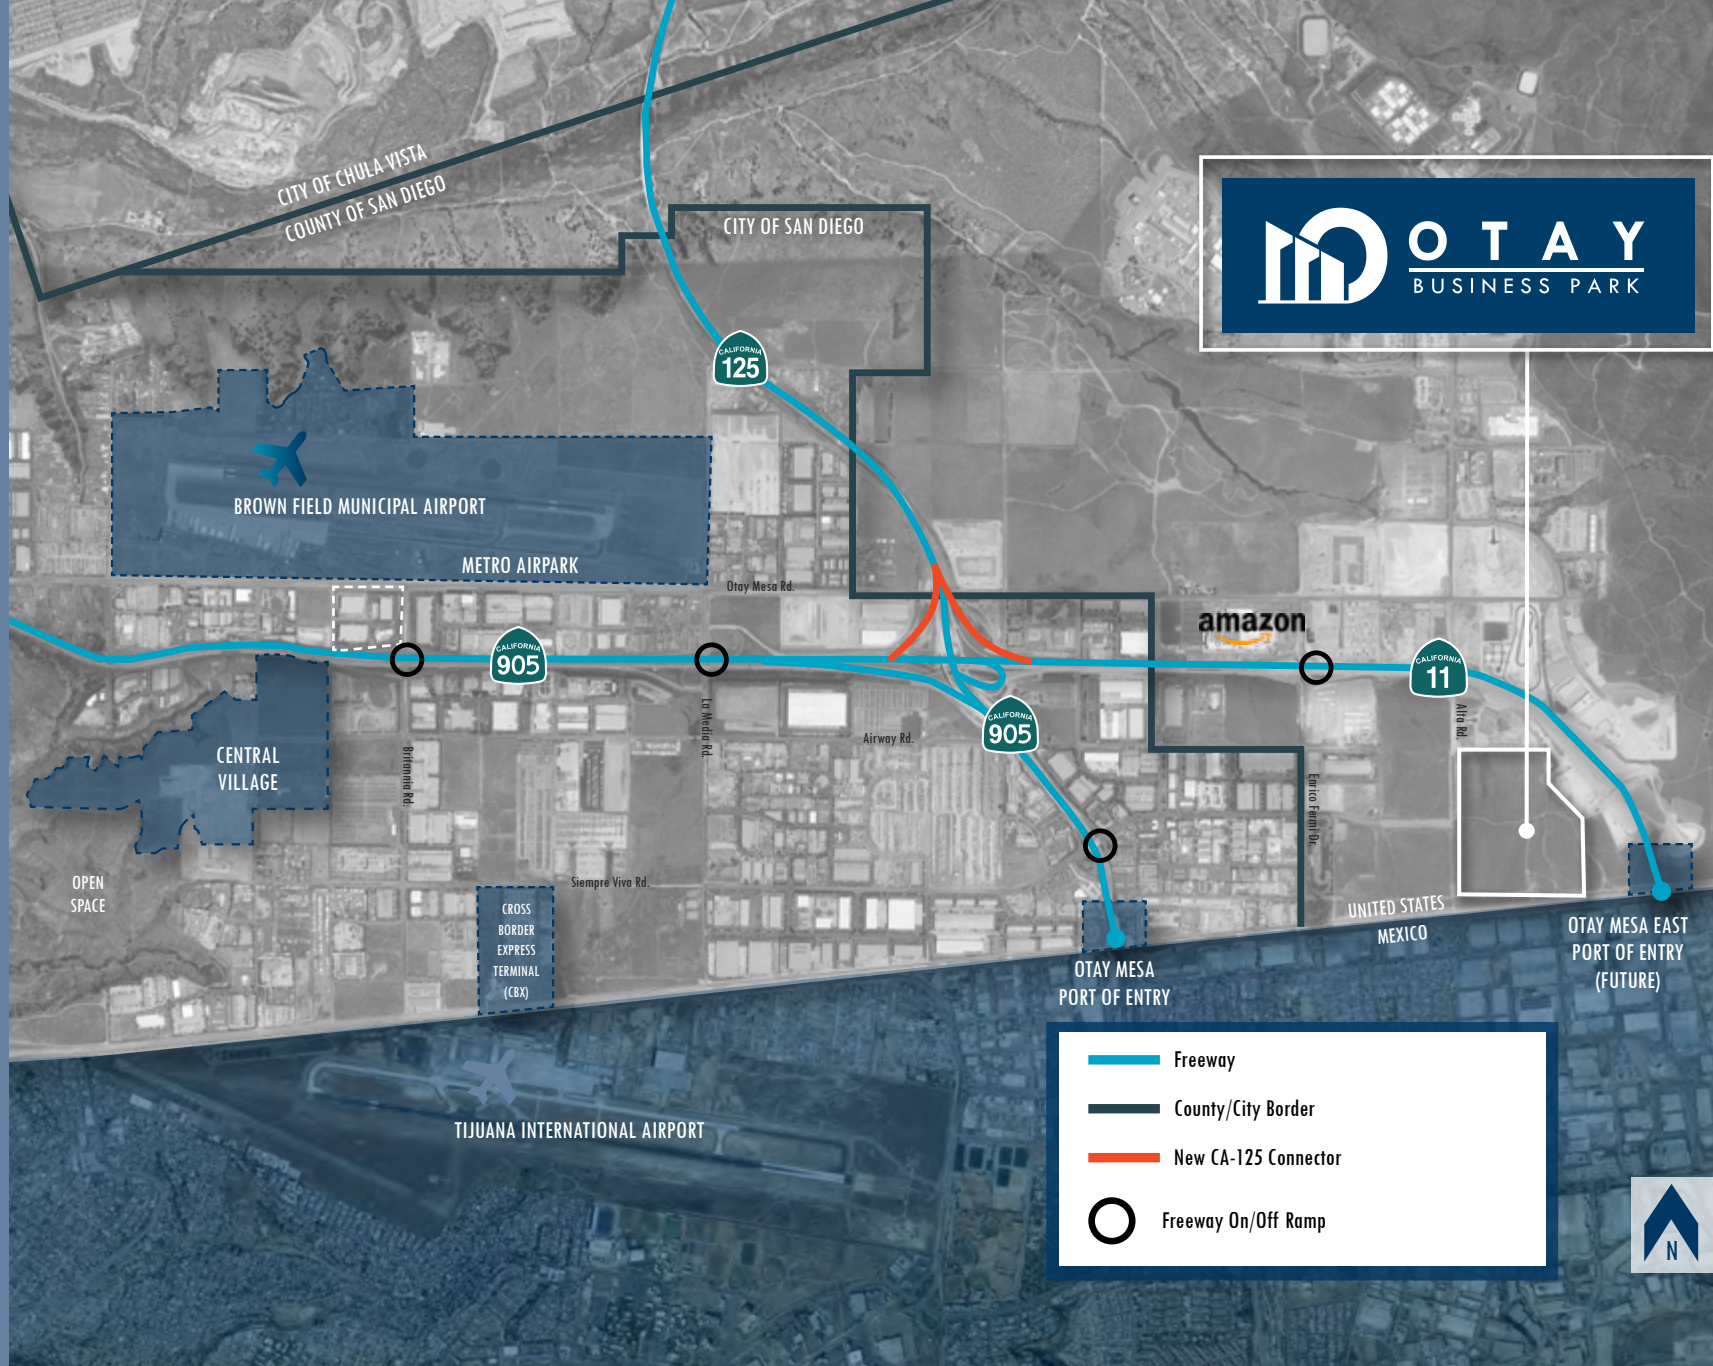 CITY OF CHULA VISTA
COUNTY OF SAN DIEGO
CITY OF SAN DIEGO
OTAY
BUSINESS PARK
CALIFORNIA
125
BROWN FIELD MUNICIPAL AIRPORT
METRO AIRPARK
Otay Mesa Rd.
amazon
CALIFORNIA
905
CALIFORNIA
11
La Media Rd.
Alta Rd.
CALIFORNIA
905
Airway Rd.
CENTRAL
VILLAGE
Britannia Rd.
Enrico Fermi Dr.
OPEN
SPACE
Siempre Viva Rd.
CROSS
BORDER
EXPRESS
TERMINAL
(CBX)
UNITED STATES
MEXICO
OTAY MESA EAST
PORT OF ENTRY
(FUTURE)
OTAY MESA
PORT OF ENTRY
TIJUANA INTERNATIONAL AIRPORT
Freeway
County/City Border
New CA-125 Connector
Freeway On/Off Ramp
N